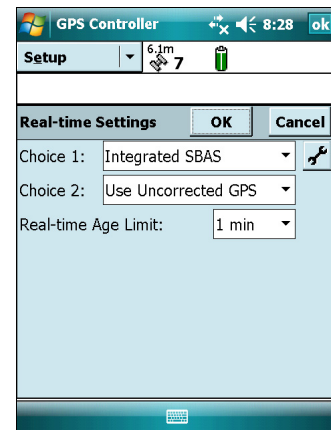 GPS Controller 8:28 ok
Setup 6.1m 7
Real-time Settings OK Cancel
Choice 1: Integrated SBAS
Choice 2: Use Uncorrected GPS
Real-time Age Limit: 1 min